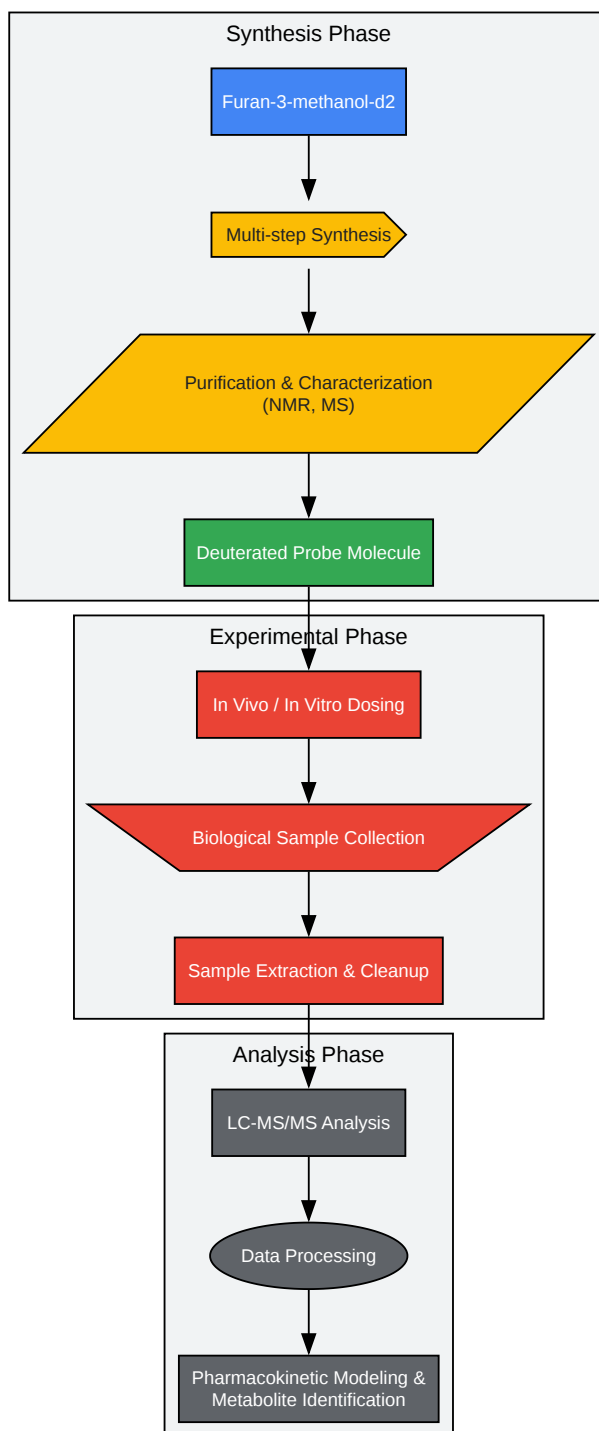 Synthesis Phase
Furan-3-methanol-d2
Multi-step Synthesis
Purification & Characterization
(NMR, MS)
Deuterated Probe Molecule
Experimental Phase
In Vivo / In Vitro Dosing
Biological Sample Collection
Sample Extraction & Cleanup
Analysis Phase
LC-MS/MS Analysis
Data Processing
Pharmacokinetic Modeling &
Metabolite Identification